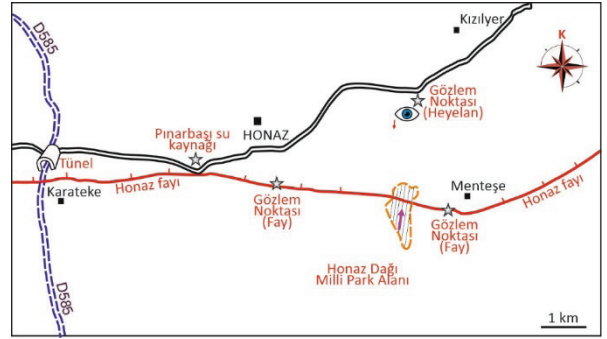 D585
Kızılyer
K
Gözlem
Noktası
(Heyelan)
HONAZ
Pınarbaşı su
kaynağı
Tünel
Karateke
Honaz fayı
Gözlem
Noktası
(Fay)
Menteşe
Gözlem
Noktası
(Fay)
Honaz fayı
Honaz Dağı
Milli Park Alanı
D585
1 km